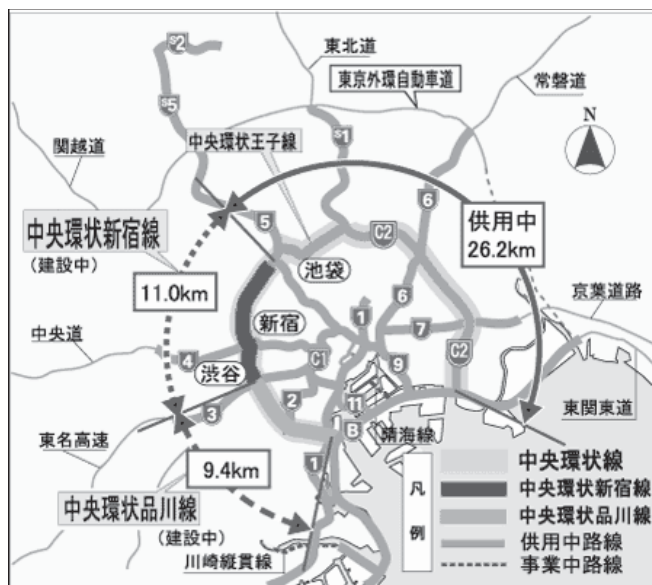 S2
東北道
東京外環自動車道
常磐道
N
S5
S1
関越道
中央環状王子線
6
供用中
26.2km
5
C2
中央環状新宿線
(建設中)
11.0km
池袋
京葉道路
新宿
1
6
7
中央道
4
C1
9
C2
渋谷
3
2
11
東関東道
東名高速
B
晴海線
9.4km
1
中央環状品川線
(建設中)
川崎縦貫線
凡例
中央環状線
中央環状新宿線
中央環状品川線
供用中路線
事業中路線